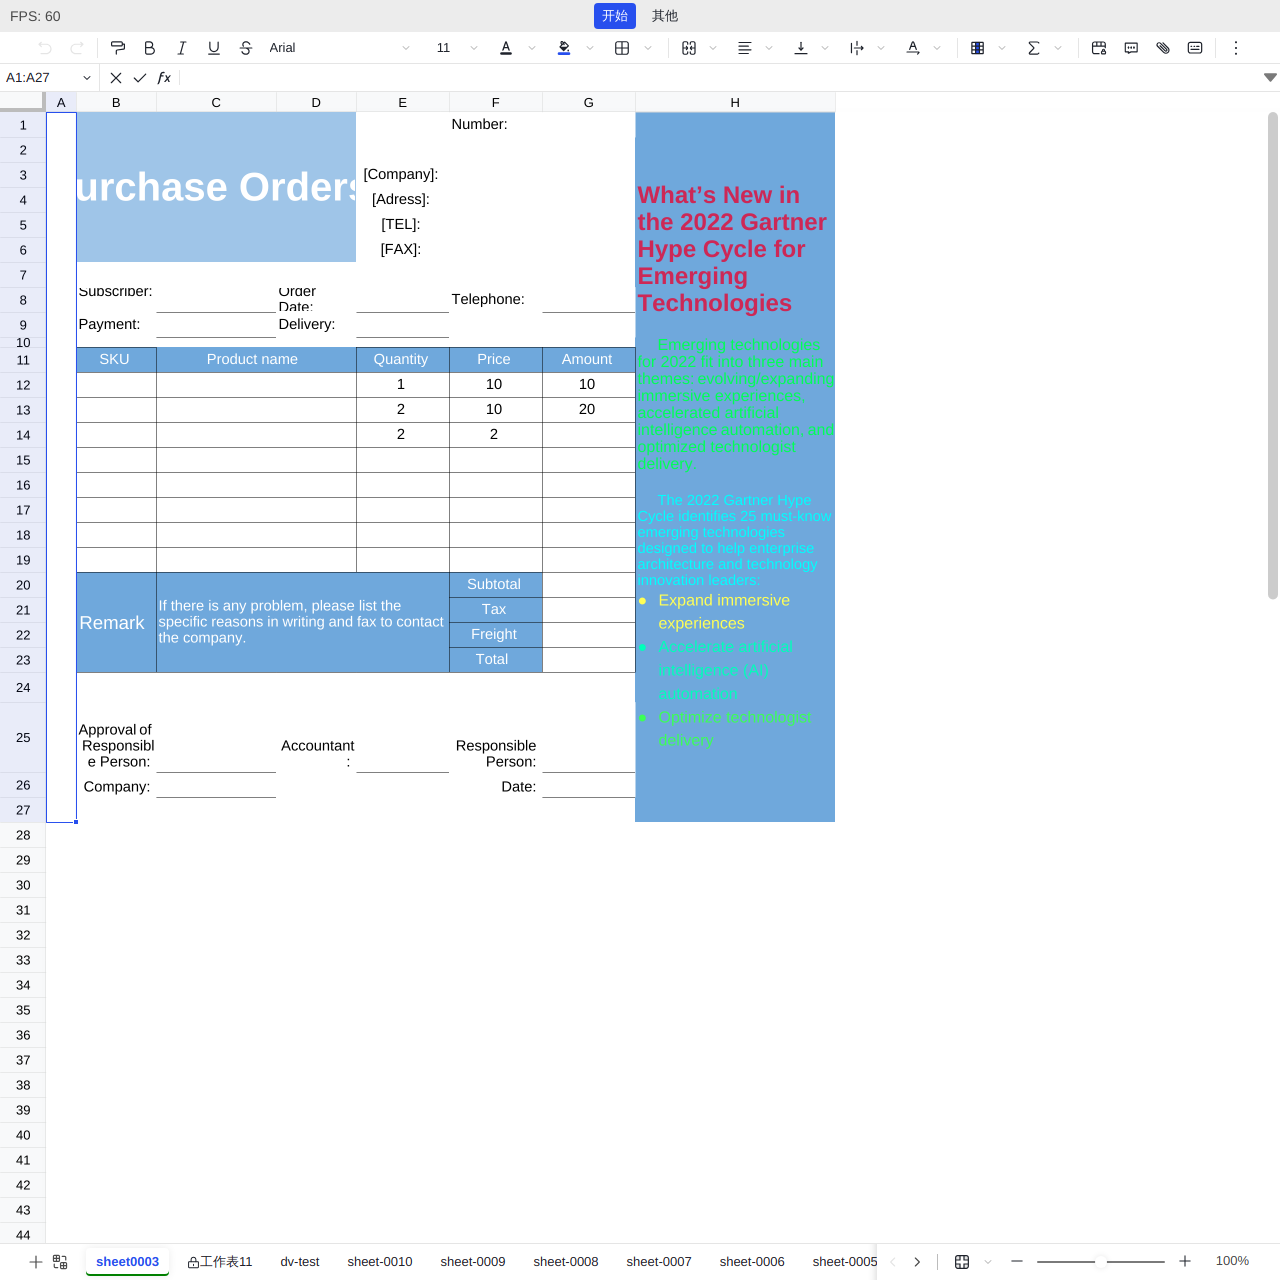 FPS: 60
开始 其他
Arial 11
A1:A27 fx
A B C D E F G H
1 Number:
2
3 [Company]:
4 urchase Orders [Adress]:
5 [TEL]:
6 [FAX]:
What's New in
the 2022 Gartner
Hype Cycle for
Emerging
Technologies
7
8 Subscriber: Order
Date: Telephone:
9 Payment: Delivery:
10
11 SKU Product name Quantity Price Amount
12 1 10 10
13 2 10 20
14 2 2
15
16
17
18
19
Emerging technologies
for 2022 fit into three main
themes: evolving/expanding
immersive experiences,
accelerated artificial
intelligence automation, and
optimized technologist
delivery.
The 2022 Gartner Hype
Cycle identifies 25 must-know
emerging technologies
designed to help enterprise
architecture and technology
innovation leaders:
● Expand immersive
experiences
● Accelerate artificial
intelligence (AI)
automation
● Optimize technologist
delivery
20 Subtotal
21 Tax
22 Freight
23 Total
Remark
If there is any problem, please list the
specific reasons in writing and fax to contact
the company.
24
25 Approval of
Responsibl
e Person:
Accountant
:
Responsible
Person:
26 Company: Date:
27
28
29
30
31
32
33
34
35
36
37
38
39
40
41
42
43
44
sheet0003 工作表11 dv-test sheet-0010 sheet-0009 sheet-0008 sheet-0007 sheet-0006 sheet-0005 100%